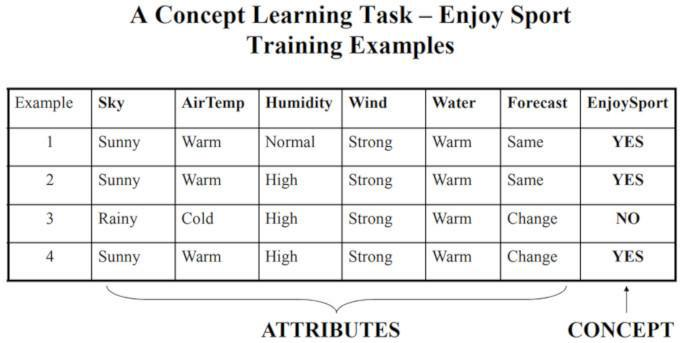 A Concept Learning Task – Enjoy Sport
Training Examples
Example Sky AirTemp Humidity Wind Water Forecast EnjoySport
1 Sunny Warm Normal Strong Warm Same YES
2 Sunny Warm High Strong Warm Same YES
3 Rainy Cold High Strong Warm Change NO
4 Sunny Warm High Strong Warm Change YES
ATTRIBUTES CONCEPT